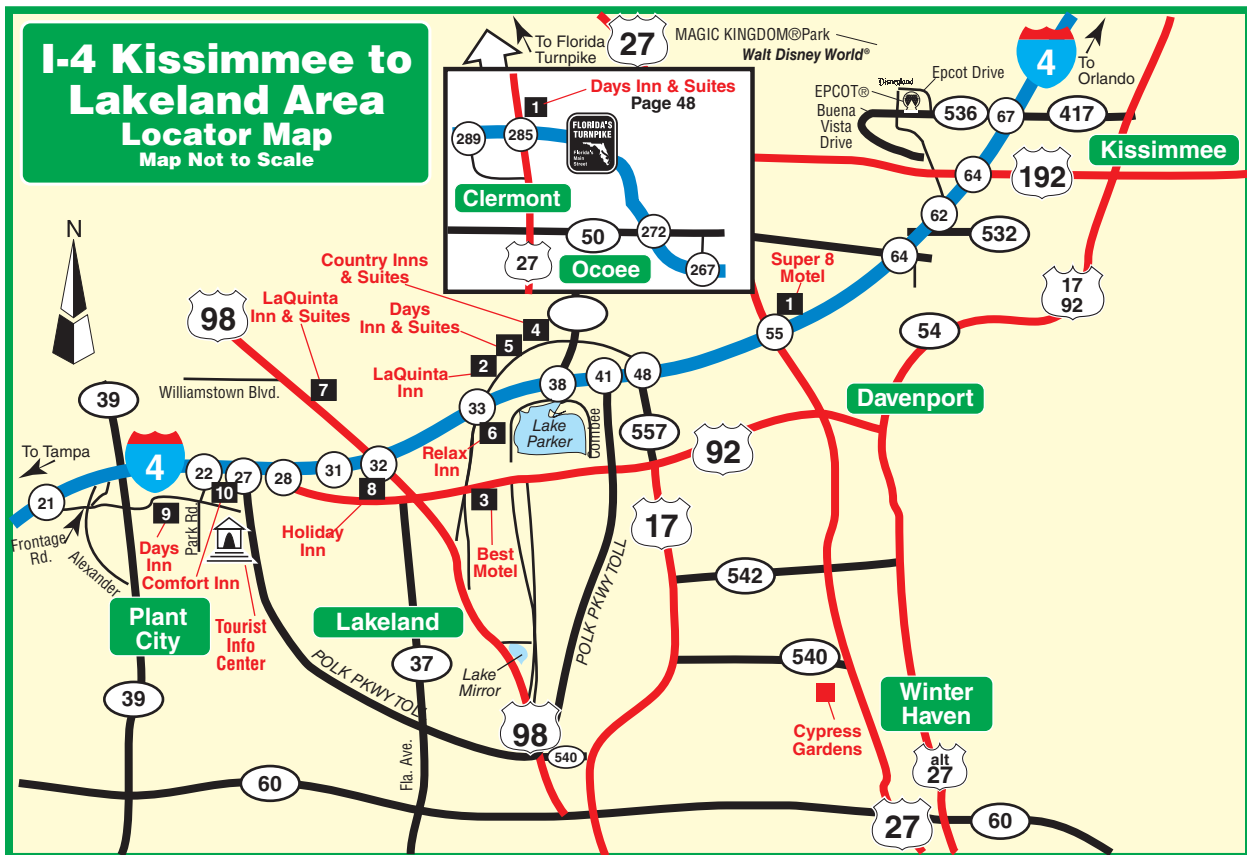 I-4 Kissimmee to
Lakeland Area
Locator Map
Map Not to Scale
To Florida
Turnpike
27
MAGIC KINGDOM®Park
Walt Disney World®
4
To
Orlando
Disneyland
Epcot Drive
EPCOT®
Buena
Vista
Drive
536
67
417
Kissimmee
64
192
62
532
64
17
92
1
Days Inn & Suites
Page 48
289
285
FLORIDA'S
TURNPIKE
Florida's
Main
Street
Clermont
50
272
27
Ocoee
267
N
Country Inns
& Suites
LaQuinta
Inn & Suites
Days
Inn & Suites
98
4
5
2
LaQuinta
Inn
Super 8
Motel
1
55
54
Williamstown Blvd.
7
38
41
48
33
Lake
Parker
Combee
6
Relax
Inn
557
92
Davenport
39
To Tampa
4
21
22
27
28
31
32
10
8
9
3
Frontage
Rd.
Alexander
Park Rd.
Days
Inn
Comfort Inn
Holiday
Inn
Best
Motel
17
542
Plant
City
Tourist
Info
Center
Lakeland
POLK PKWY TOLL
POLK PKWY TOLL
37
Lake
Mirror
540
Cypress
Gardens
Winter
Haven
39
98
540
Fla. Ave.
60
alt
27
27
60